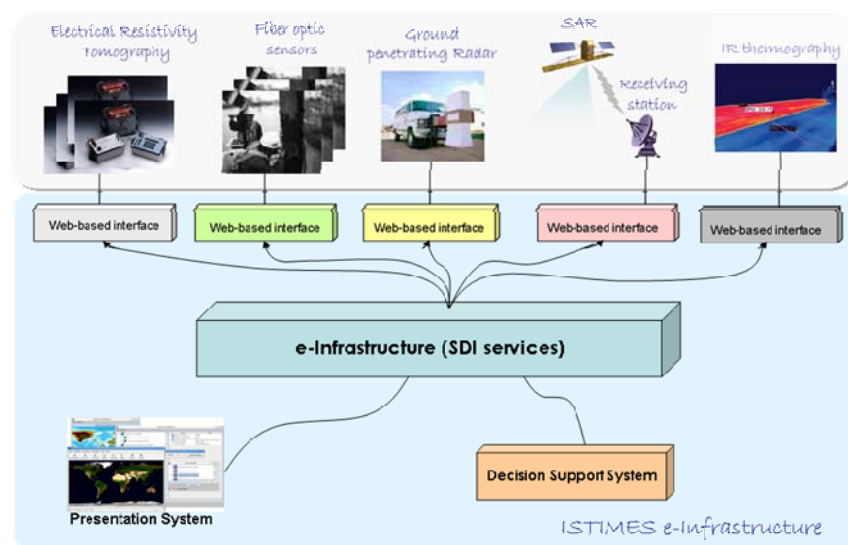 Electrical Resistivity
Tomography
Fiber optic
sensors
Ground
penetrating Radar
SAR
Receiving
station
IR thermography
Web-based interface
Web-based interface
Web-based interface
Web-based interface
Web-based interface
e-Infrastructure (SDI services)
Presentation System
Decision Support System
ISTIMES e-Infrastructure